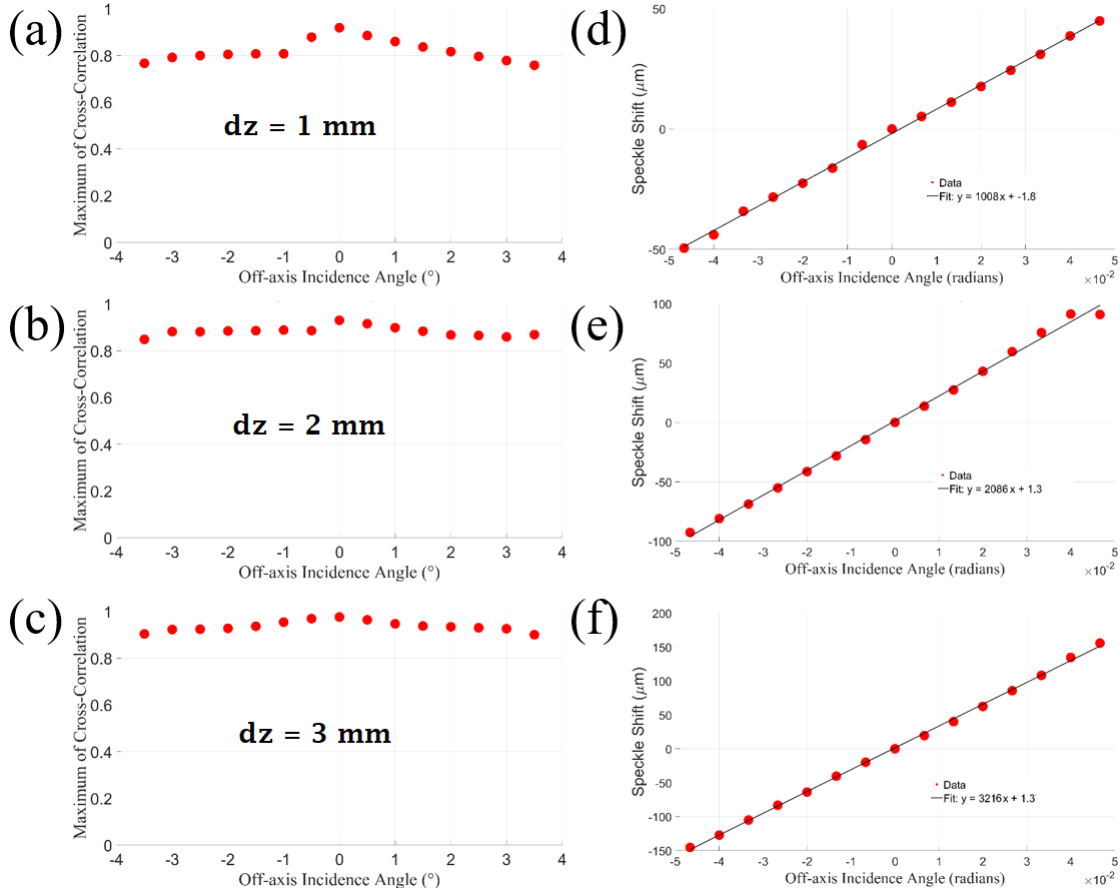 (a)
Maximum of Cross-Corrlation
1
0.8
0.6
0.4
0.2
0
dz = 1 mm
-4 -3 -2 -1 0 1 2 3 4
Off-axis Incidence Angle (°)
(d)
Speckle Shift (μm)
50
0
-50
Data
Fit: y = 1008x + -1.8
-5 -4 -3 -2 -1 0 1 2 3 4 5
×10-2
Off-axis Incidence Angle (radians)
(b)
Maximum of Cross-Correlation
1
0.8
0.6
0.4
0.2
0
dz = 2 mm
-4 -3 -2 -1 0 1 2 3 4
Off-axis Incidence Angle (°)
(e)
Speckle Shift (μm)
100
50
0
-50
-100
Data
Fit: y = 2086x + 1.3
-5 -4 -3 -2 -1 0 1 2 3 4 5
×10-2
Off-axis Incidence Angle (radians)
(c)
Maximum of Cross-Corrlation
1
0.8
0.6
0.4
0.2
0
dz = 3 mm
-4 -3 -2 -1 0 1 2 3 4
Off-axis Incidence Angle (°)
(f)
Speckle Shift (μm)
200
150
100
50
0
-50
-100
-150
Data
Fit: y = 3216x + 1.3
-5 -4 -3 -2 -1 0 1 2 3 4 5
×10-2
Off-axis Incidence Angle (radians)